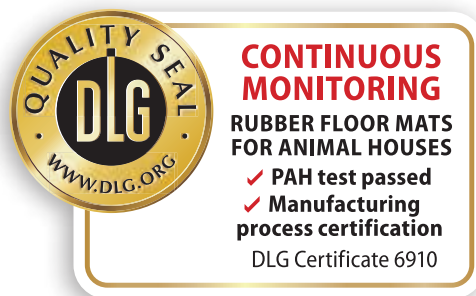 QUALITY SEAL
DLG
WWW.DLG.ORG
CONTINUOUS
MONITORING
RUBBER FLOOR MATS
FOR ANIMAL HOUSES
✓ PAH test passed
✓ Manufacturing
process certification
DLG Certificate 6910